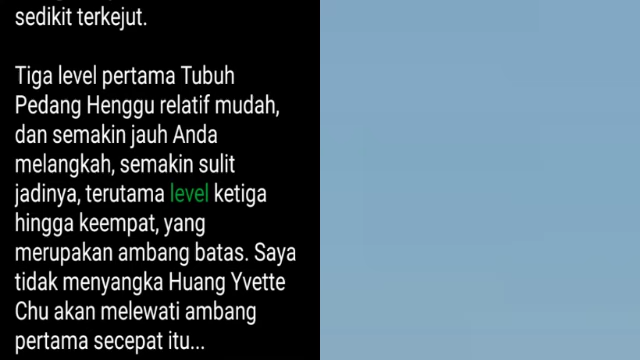 sedikit terkejut.
Tiga level pertama Tubuh
Pedang Henggu relatif mudah,
dan semakin jauh Anda
melangkah, semakin sulit
jadinya, terutama level ketiga
hingga keempat, yang
merupakan ambang batas. Saya
tidak menyangka Huang Yvette
Chu akan melewati ambang
pertama secepat itu...